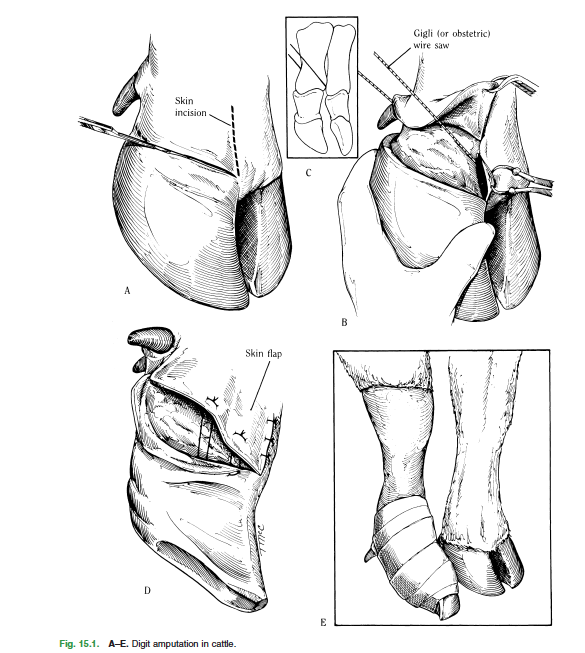 Gigli (or obstetric)
wire saw
Skin
incision
C
A
B
Skin flap
D
E
Fig. 15.1. A–E. Digit amputation in cattle.